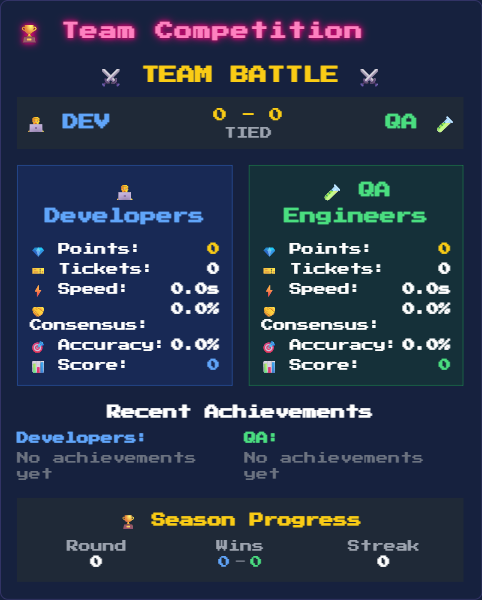 Team Competition
TEAM BATTLE
DEV
0 - 0
TIED
QA
Developers
Points: 0
Tickets: 0
Speed: 0.0s
0.0%
Consensus:
Accuracy: 0.0%
Score: 0
QA
Engineers
Points: 0
Tickets: 0
Speed: 0.0s
0.0%
Consensus:
Accuracy: 0.0%
Score: 0
Recent Achievements
Developers:
No achievements
yet
QA:
No achievements
yet
Season Progress
Round
0
Wins
0 - 0
Streak
0